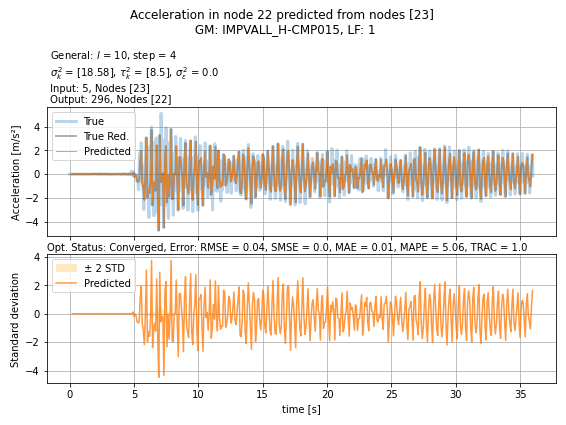 Acceleration in node 22 predicted from nodes [23]
GM: IMPVALL_H-CMP015, LF: 1
General: l = 10, step = 4
σ²ₖ = [18.58], τ²ₖ = [8.5], σ²ε = 0.0
Input: 5, Nodes [23]
Output: 296, Nodes [22]
Acceleration [m/s²]
4
2
0
−2
−4
True
True Red.
Predicted
Opt. Status: Converged, Error: RMSE = 0.04, SMSE = 0.0, MAE = 0.01, MAPE = 5.06, TRAC = 1.0
Standard deviation
4
2
0
−2
−4
± 2 STD
Predicted
0 5 10 15 20 25 30 35
time [s]